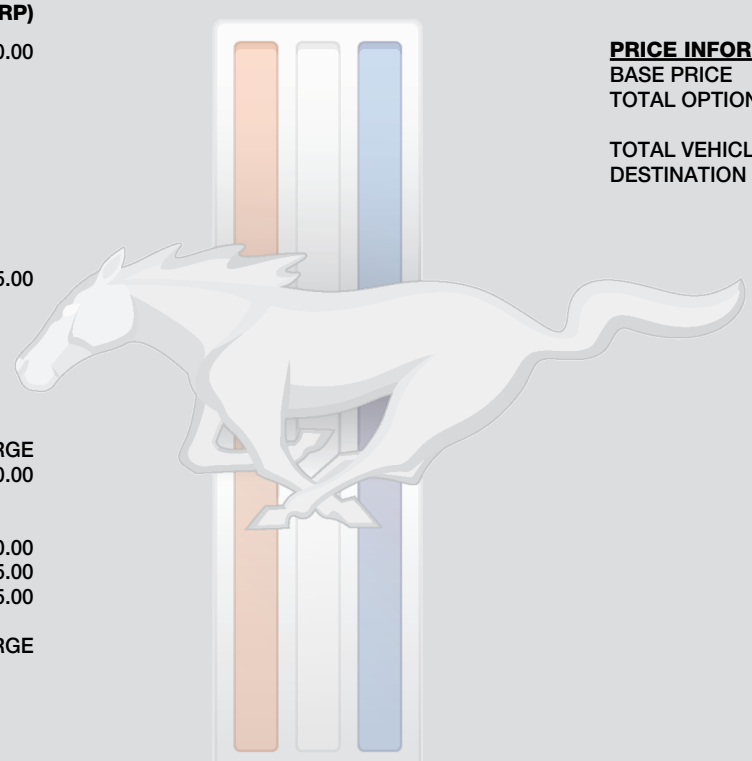 RP)
0.00
5.00
RGE
0.00
0.00
5.00
5.00
RGE
PRICE INFOR
BASE PRICE
TOTAL OPTION
TOTAL VEHICL
DESTINATION